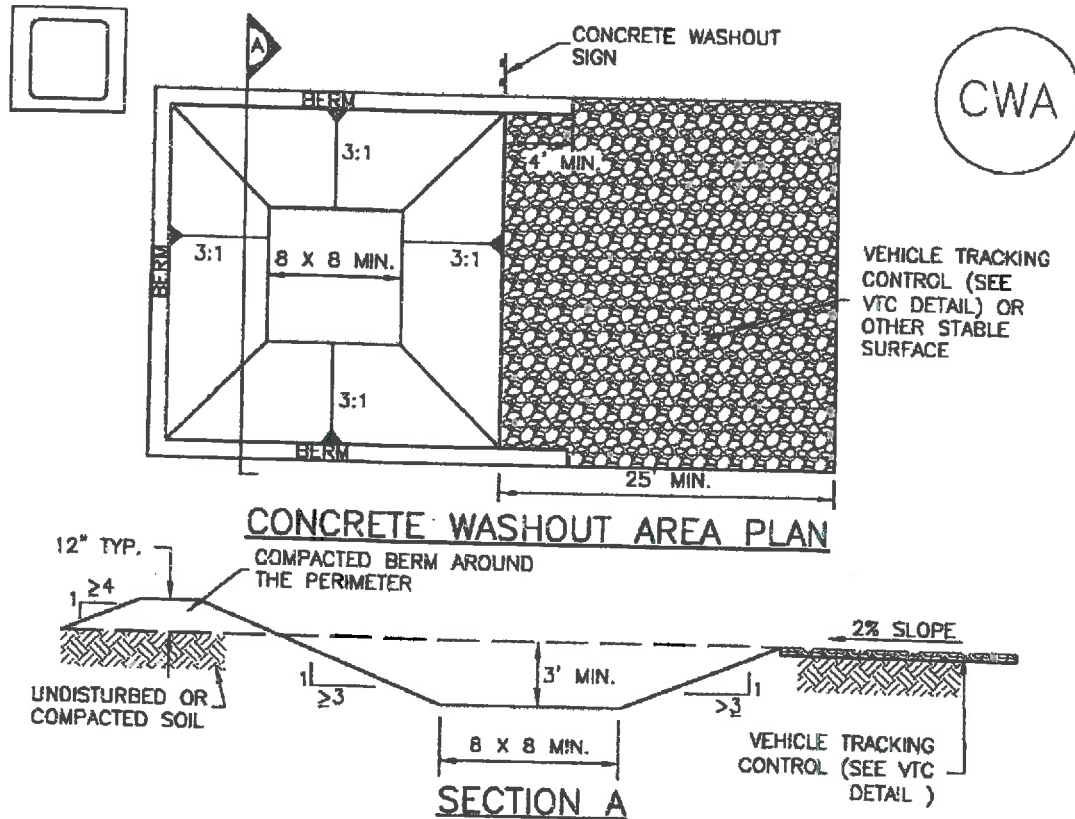 A
CONCRETE WASHOUT
SIGN
CWA
BERM
3:1
4' MIN.
BERM
3:1
8 X 8 MIN.
3:1
VEHICLE TRACKING
CONTROL (SEE
VTC DETAIL) OR
OTHER STABLE
SURFACE
3:1
BERM
25' MIN.
CONCRETE WASHOUT AREA PLAN
12" TYP.
COMPACTED BERM AROUND
THE PERIMETER
1 ≥4
2% SLOPE
3' MIN.
1
≥3
1
≥3
UNDISTURBED OR
COMPACTED SOIL
8 X 8 MIN.
VEHICLE TRACKING
CONTROL (SEE VTC
DETAIL )
SECTION A